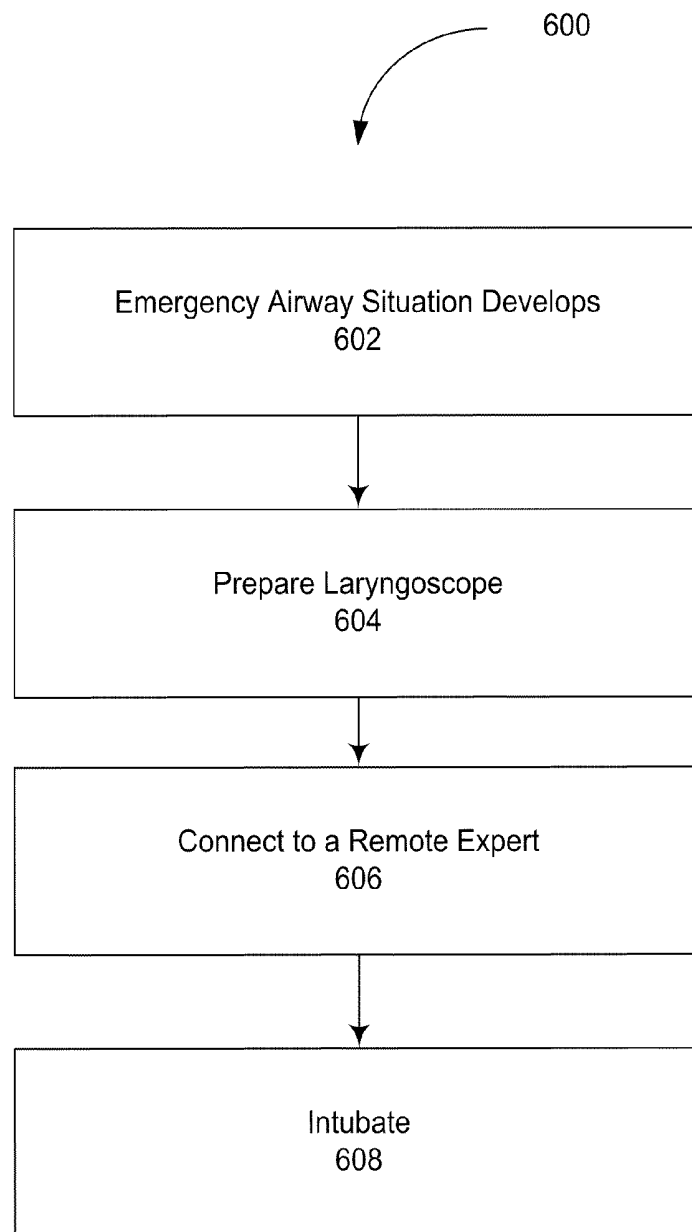 600
Emergency Airway Situation Develops
602
Prepare Laryngoscope
604
Connect to a Remote Expert
606
Intubate
608